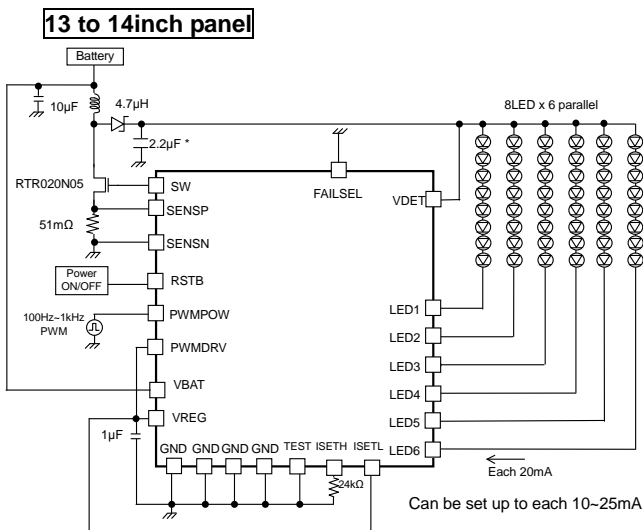 13 to 14inch panel
Battery
10µF
4.7µH
2.2µF *
8LED x 6 parallel
RTR020N05
SW
FAILSEL
VDET
SENSP
51mΩ
SENSN
Power
ON/OFF
RSTB
100Hz~1kHz
PWM
PWMPOW
LED1
LED2
PWMDRV
LED3
VBAT
LED4
VREG
LED5
1µF
GND GND GND GND TEST ISETH ISETL
LED6
24kΩ
Each 20mA
Can be set up to each 10~25mA